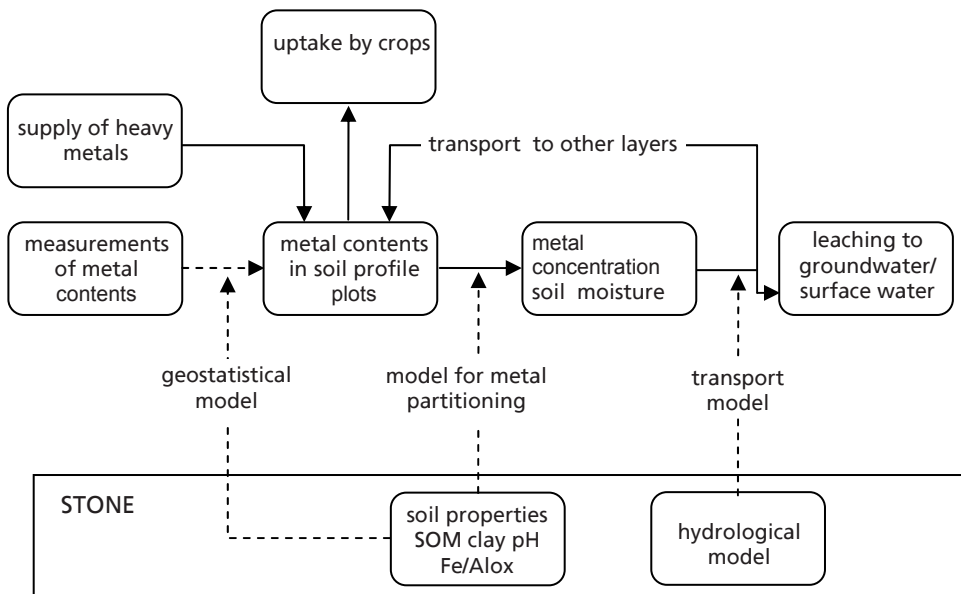 uptake by crops
supply of heavy
metals
transport to other layers
measurements
of metal
contents
metal contents
in soil profile
plots
metal
concentration
soil moisture
leaching to
groundwater/
surface water
geostatistical
model
model for metal
partitioning
transport
model
STONE
soil properties
SOM clay pH
Fe/Alox
hydrological
model